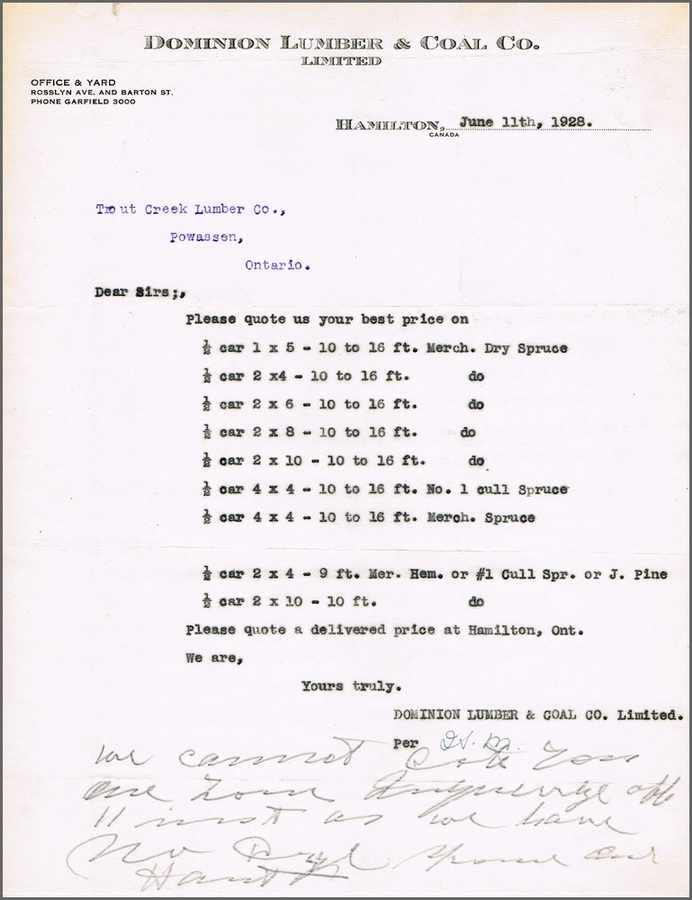 DOMINION LUMBER & COAL CO.
LIMITED
OFFICE & YARD
ROSSLYN AVE. AND BARTON ST.
PHONE GARFIELD 3000
HAMILTON, June 11th, 1928.
CANADA
Trout Creek Lumber Co.,
Powassen,
Ontario.
Dear Sirs;,
Please quote us your best price on
½ car 1 x 5 - 10 to 16 ft. Merch. Dry Spruce
½ car 2 x4 - 10 to 16 ft. do
½ car 2 x 6 - 10 to 16 ft. do
½ car 2 x 8 - 10 to 16 ft. do
½ car 2 x 10 - 10 to 16 ft. do
½ car 4 x 4 - 10 to 16 ft. No. 1 cull Spruce
½ car 4 x 4 - 10 to 16 ft. Merch. Spruce
½ car 2 x 4 - 9 ft. Mer. Hem. or #1 Cull Spr. or J. Pine
½ car 2 x 10 - 10 ft. do
Please quote a delivered price at Hamilton, Ont.
We are,
Yours truly.
DOMINION LUMBER & COAL CO. Limited.
Per
we cannot
11 inst as we have
No